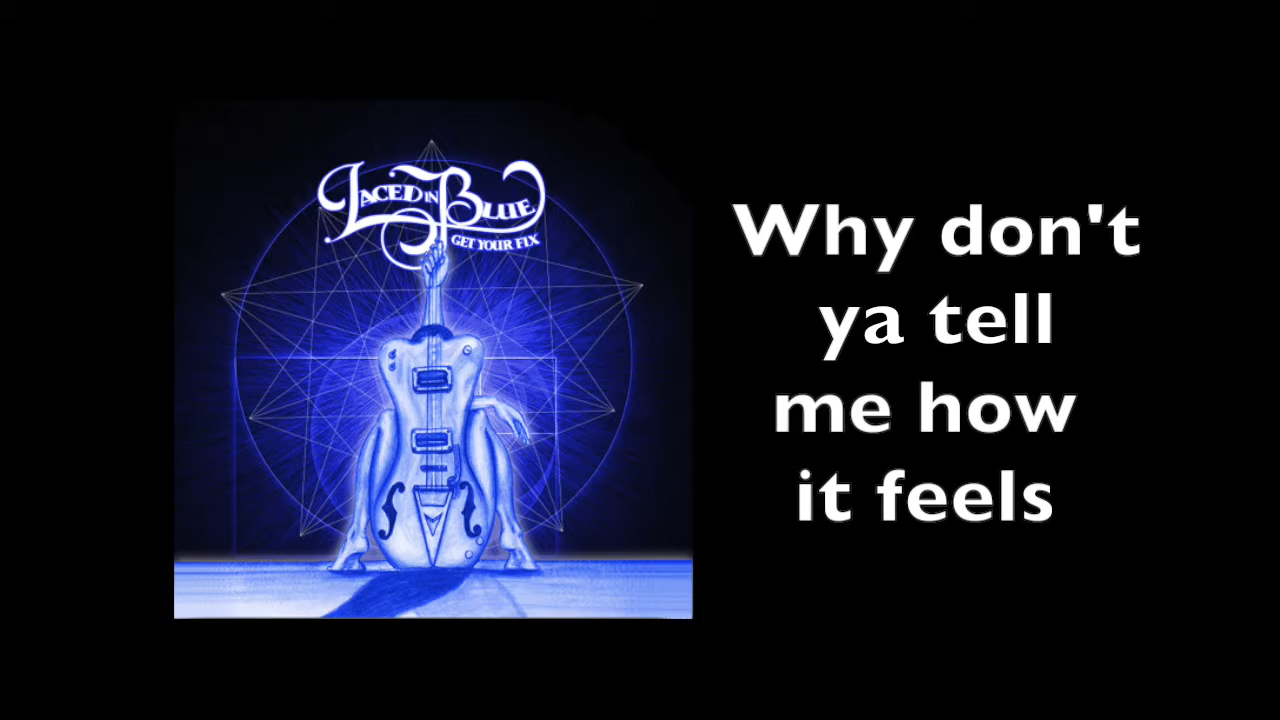 LACED IN BLUE
GET YOUR FIX
Why don't
ya tell
me how
it feels